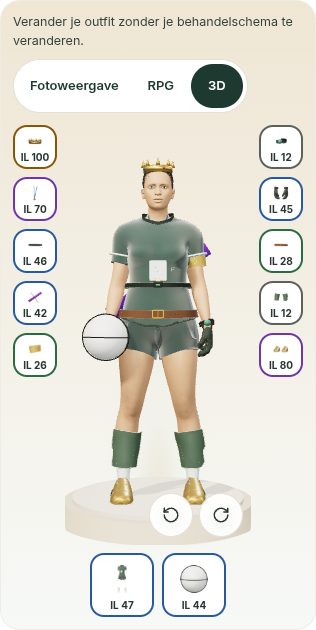 Verander je outfit zonder je behandelschema te
veranderen.
Fotoweergave RPG 3D
IL 100
IL 12
IL 70
IL 45
IL 46
IL 28
IL 42
IL 12
IL 26
IL 80
F
IL 47
IL 44